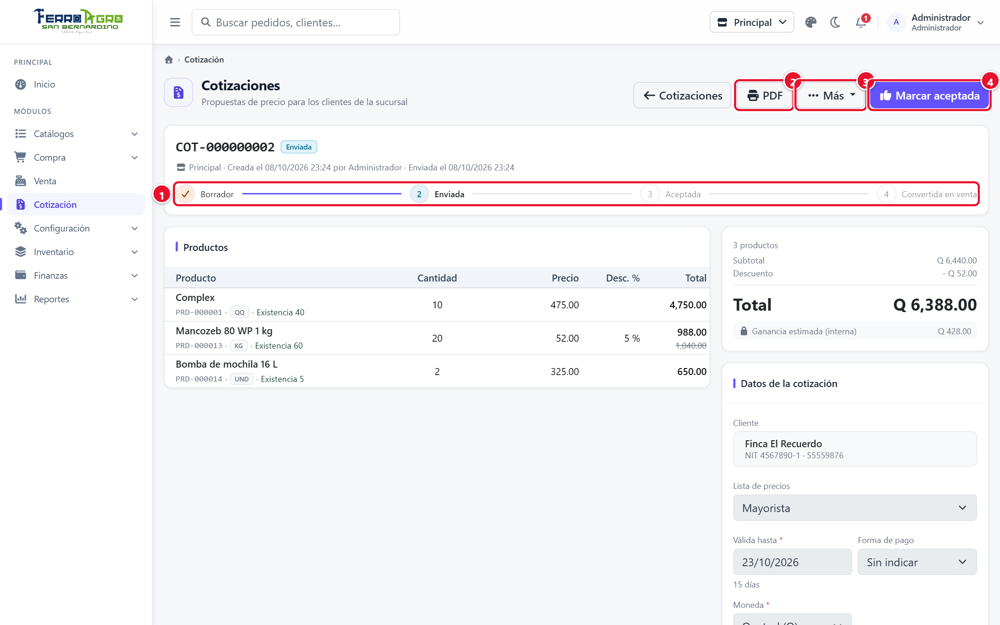 FERRO AGRO
SAN BERNARDINO
Buscar pedidos, clientes...
Principal
1
A
Administrador
Administrador
PRINCIPAL
Inicio
MÓDULOS
Catálogos
Compra
Venta
Cotización
Configuración
Inventario
Finanzas
Reportes
› Cotización
Cotizaciones
Propuestas de precio para los clientes de la sucursal
← Cotizaciones
PDF
2
... Más
3
Marcar aceptada
4
COT-000000002 Enviada
Principal · Creada el 08/10/2026 23:24 por Administrador · Enviada el 08/10/2026 23:24
1
Borrador
2 Enviada
3 Aceptada
4 Convertida en venta
Productos
Producto Cantidad Precio Desc. % Total
Complex
PRD-000001 · QQ · Existencia 40
10 475.00 4,750.00
Mancozeb 80 WP 1 kg
PRD-000013 · KG · Existencia 60
20 52.00 5 % 988.00
1,040.00
Bomba de mochila 16 L
PRD-000014 · UND · Existencia 5
2 325.00 650.00
3 productos
Subtotal Q 6,440.00
Descuento - Q 52.00
Total Q 6,388.00
Ganancia estimada (interna) Q 428.00
Datos de la cotización
Cliente
Finca El Recuerdo
NIT 4567890-1 · 55559876
Lista de precios
Mayorista
Válida hasta * Forma de pago
23/10/2026 Sin indicar
15 días
Moneda *